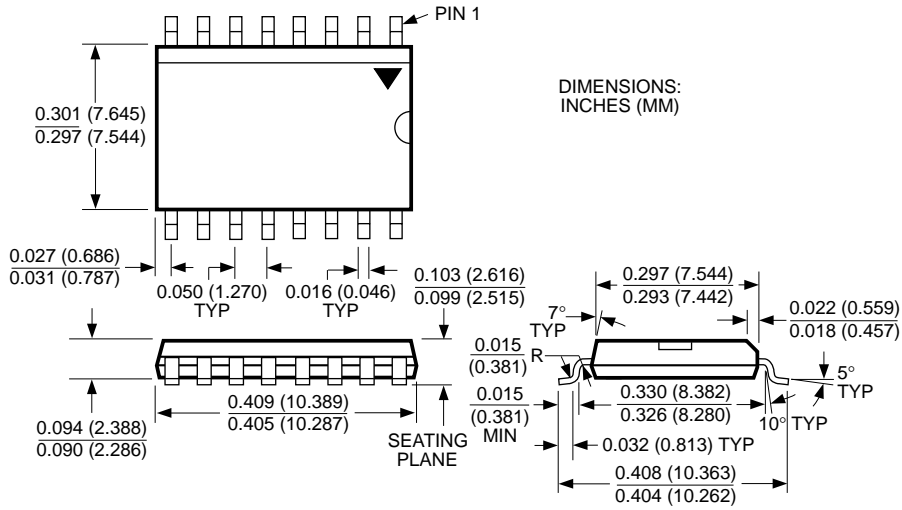 PIN 1
DIMENSIONS:
INCHES (MM)
0.301 (7.645)
0.297 (7.544)
0.027 (0.686)
0.031 (0.787)
0.050 (1.270)
TYP
0.016 (0.046)
TYP
0.103 (2.616)
0.099 (2.515)
0.297 (7.544)
0.293 (7.442)
0.022 (0.559)
0.018 (0.457)
7°
TYP
0.015
(0.381)
R
5°
TYP
0.094 (2.388)
0.090 (2.286)
0.409 (10.389)
0.405 (10.287)
SEATING
PLANE
0.015
(0.381)
MIN
0.330 (8.382)
0.326 (8.280)
10° TYP
0.032 (0.813) TYP
0.408 (10.363)
0.404 (10.262)